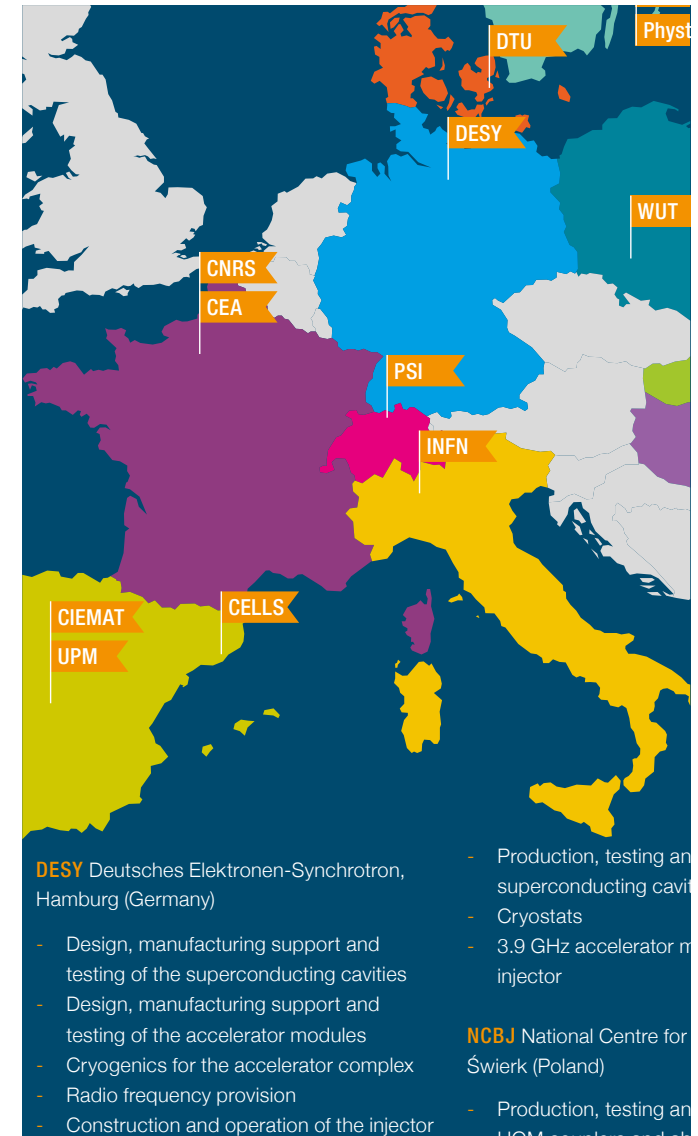 DTU
Physt
DESY
WUT
CNRS
CEA
PSI
INFN
CIEMAT
CELLS
UPM
DESY Deutsches Elektronen-Synchrotron,
Hamburg (Germany)
- Design, manufacturing support and
testing of the superconducting cavities
- Design, manufacturing support and
testing of the accelerator modules
- Cryogenics for the accelerator complex
- Radio frequency provision
- Construction and operation of the injector
- Production, testing an
superconducting cavit
- Cryostats
- 3.9 GHz accelerator m
injector
NCBJ National Centre for
Świerk (Poland)
- Production, testing an